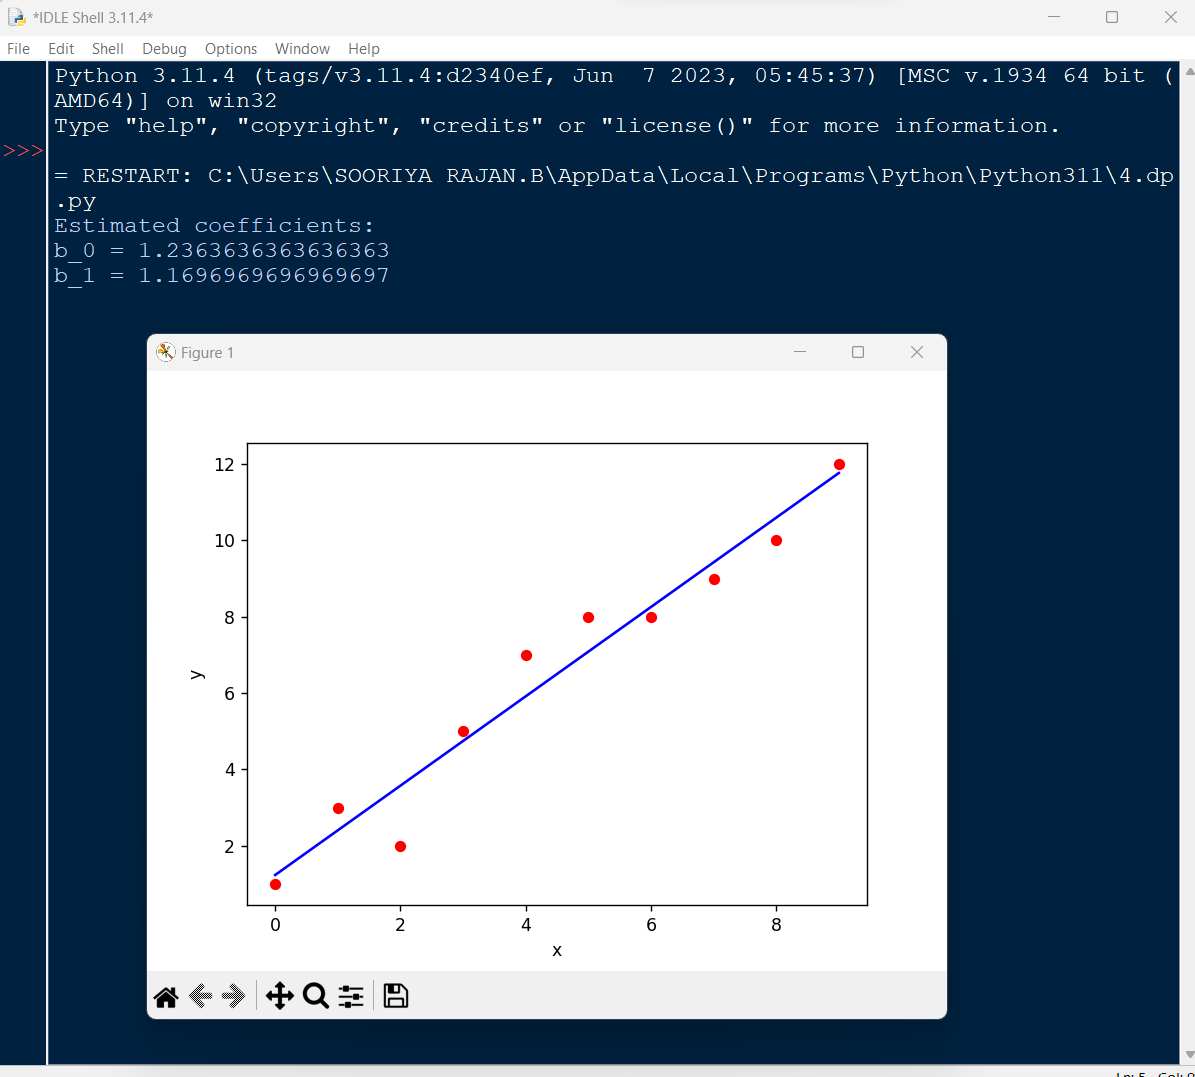 *IDLE Shell 3.11.4*
File Edit Shell Debug Options Window Help
Python 3.11.4 (tags/v3.11.4:d2340ef, Jun  7 2023, 05:45:37) [MSC v.1934 64 bit (
AMD64)] on win32
Type "help", "copyright", "credits" or "license()" for more information.
>>>
= RESTART: C:\Users\SOORIYA RAJAN.B\AppData\Local\Programs\Python\Python311\4.dp
.py
Estimated coefficients:
b_0 = 1.2363636363636363
b_1 = 1.1696969696969697
Figure 1
12
10
8
6
4
2
y
0 2 4 6 8
x